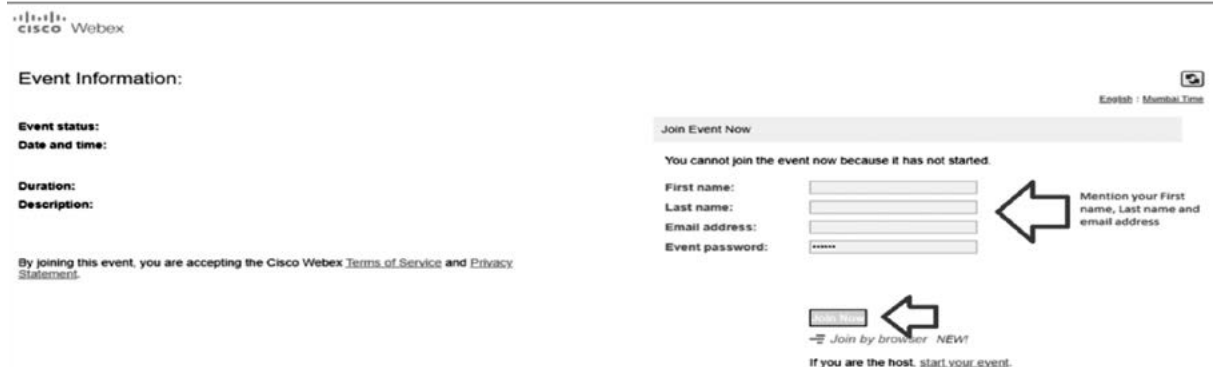 cisco Webex
Event Information:
English : Mumbai Time
Event status:
Date and time:
Duration:
Description:
By joining this event, you are accepting the Cisco Webex Terms of Service and Privacy
Statement.
Join Event Now
You cannot join the event now because it has not started.
First name:
Last name:
Email address:
Event password:
••••••
Mention your First
name, Last name and
email address
Join Now
Join by browser NEW!
If you are the host, start your event.